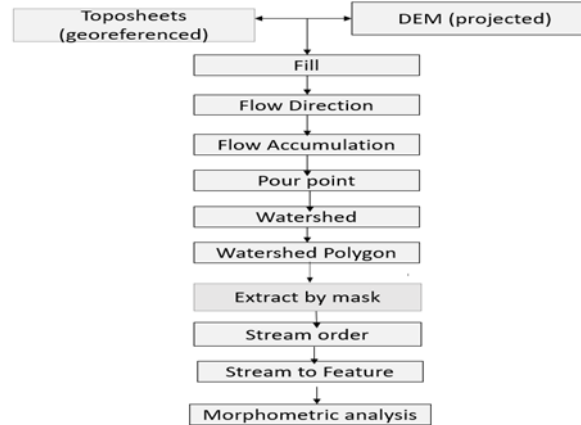 Toposheets
(georeferenced)
DEM (projected)
Fill
Flow Direction
Flow Accumulation
Pour point
Watershed
Watershed Polygon
Extract by mask
Stream order
Stream to Feature
Morphometric analysis